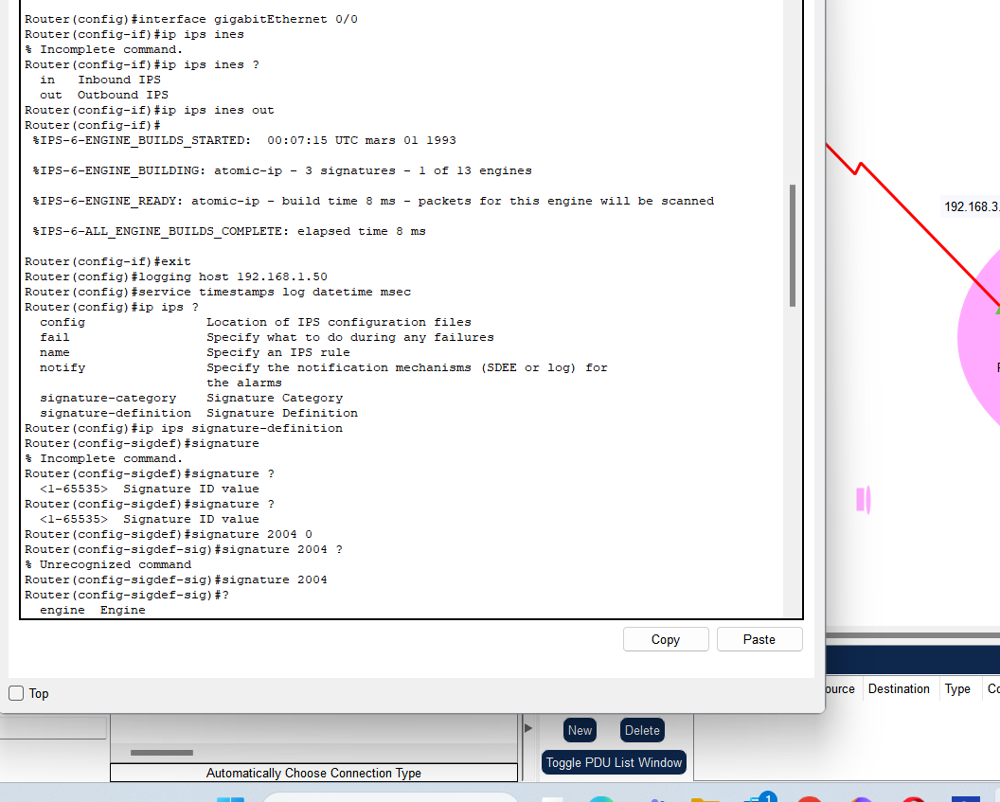 Router(config)#interface gigabitEthernet 0/0
Router(config-if)#ip ips ines
% Incomplete command.
Router(config-if)#ip ips ines ?
in Inbound IPS
out Outbound IPS
Router(config-if)#ip ips ines out
Router(config-if)#
%IPS-6-ENGINE_BUILDS_STARTED: 00:07:15 UTC mars 01 1993
%IPS-6-ENGINE_BUILDING: atomic-ip - 3 signatures - 1 of 13 engines
%IPS-6-ENGINE_READY: atomic-ip - build time 8 ms - packets for this engine will be scanned
%IPS-6-ALL_ENGINE_BUILDS_COMPLETE: elapsed time 8 ms
Router(config-if)#exit
Router(config)#logging host 192.168.1.50
Router(config)#service timestamps log datetime msec
Router(config)#ip ips ?
config Location of IPS configuration files
fail Specify what to do during any failures
name Specify an IPS rule
notify Specify the notification mechanisms (SDEE or log) for
the alarms
signature-category Signature Category
signature-definition Signature Definition
Router(config)#ip ips signature-definition
Router(config-sigdef)#signature
% Incomplete command.
Router(config-sigdef)#signature ?
<1-65535> Signature ID value
Router(config-sigdef)#signature ?
<1-65535> Signature ID value
Router(config-sigdef)#signature 2004 0
Router(config-sigdef-sig)#signature 2004 ?
% Unrecognized command
Router(config-sigdef-sig)#signature 2004
Router(config-sigdef-sig)#?
engine Engine
Copy Paste
Top
192.168.3.
ource Destination Type Co
New Delete
Toggle PDU List Window
Automatically Choose Connection Type
1